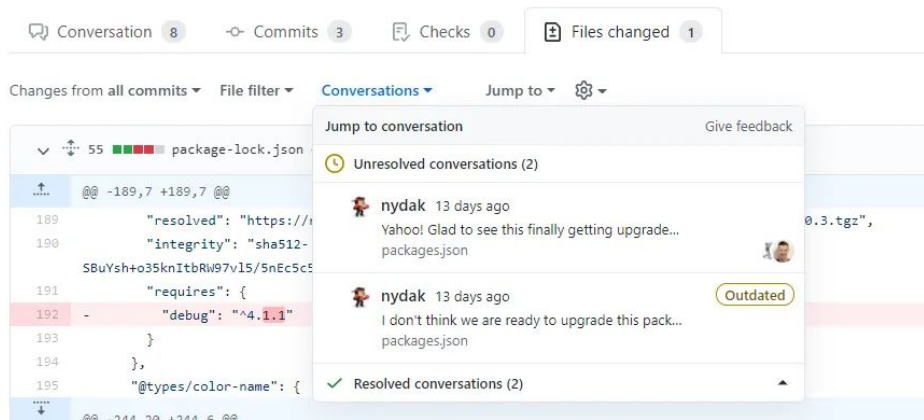 Conversation 8 Commits 3 Checks 0 Files changed 1
Changes from all commits File filter Conversations Jump to
Jump to conversation Give feedback
Unresolved conversations (2)
nydak 13 days ago
Yahoo! Glad to see this finally getting upgrade...
packages.json
nydak 13 days ago Outdated
I don't think we are ready to upgrade this pack...
packages.json
Resolved conversations (2)
55 package-lock.json
@@ -189,7 +189,7 @@
189 "resolved": "https:// 0.3.tgz",
190 "integrity": "sha512-
SBuYsh+o35knItbRW97vl5/5nEc5c5
191 "requires": {
192 - "debug": "^4.1.1"
193 }
194 },
195 "@types/color-name": {
@@ -244,20 +244,6 @@